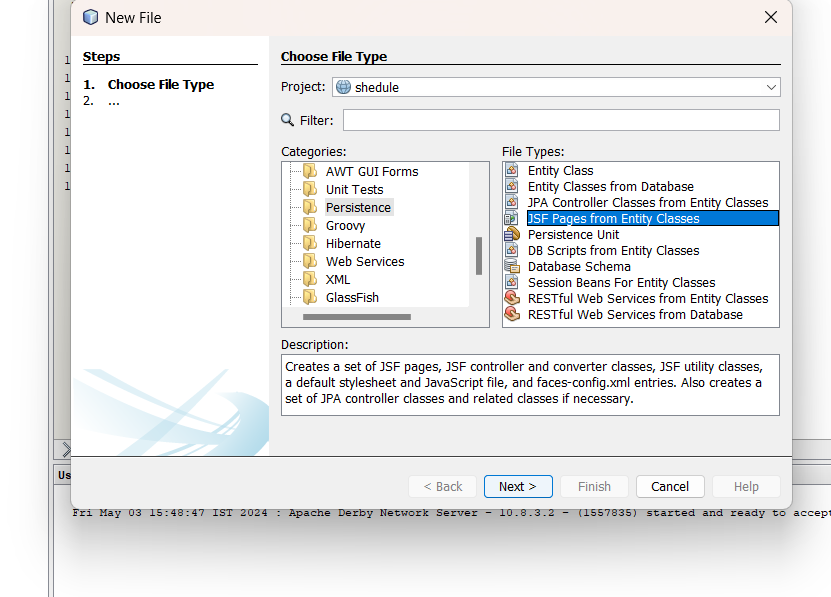 New File
Steps
1. Choose File Type
2. ...
Choose File Type
Project: shedule
Filter:
Categories:
AWT GUI Forms
Unit Tests
Persistence
Groovy
Hibernate
Web Services
XML
GlassFish
File Types:
Entity Class
Entity Classes from Database
JPA Controller Classes from Entity Classes
JSF Pages from Entity Classes
Persistence Unit
DB Scripts from Entity Classes
Database Schema
Session Beans For Entity Classes
RESTful Web Services from Entity Classes
RESTful Web Services from Database
Description:
Creates a set of JSF pages, JSF controller and converter classes, JSF utility classes,
a default stylesheet and JavaScript file, and faces-config.xml entries. Also creates a
set of JPA controller classes and related classes if necessary.
< Back
Next >
Finish
Cancel
Help
Us
Fri May 03 15:48:47 IST 2024 : Apache Derby Network Server - 10.8.3.2 - (1557835) started and ready to accept